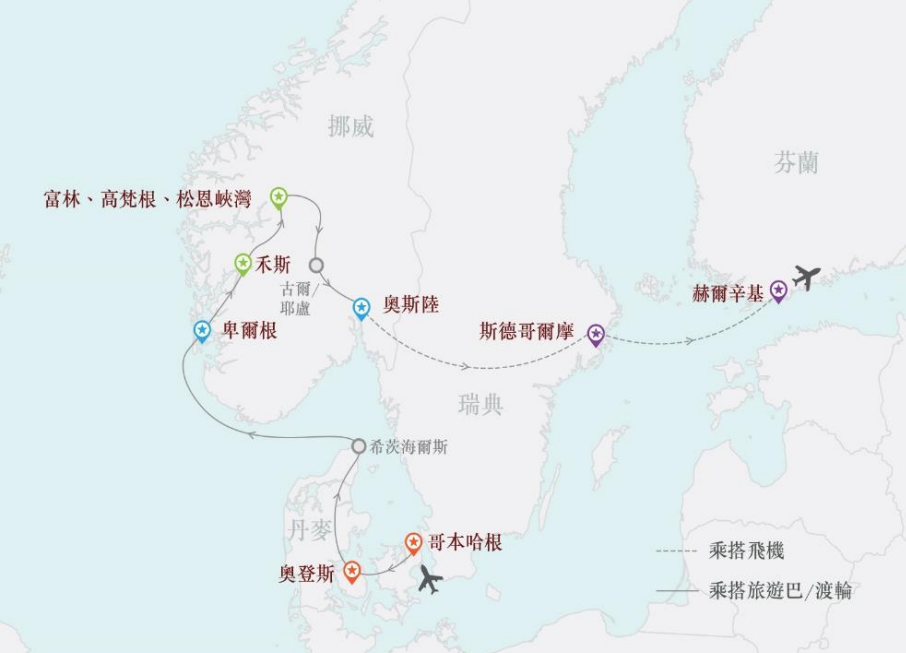 挪威
芬蘭
富林、高梵根、松恩峽灣
禾斯
古爾/
耶盧
赫爾辛基
奧斯陸
卑爾根
斯德哥爾摩
瑞典
希茨海爾斯
丹麥
哥本哈根
奧登斯
乘搭飛機
乘搭旅遊巴/渡輪